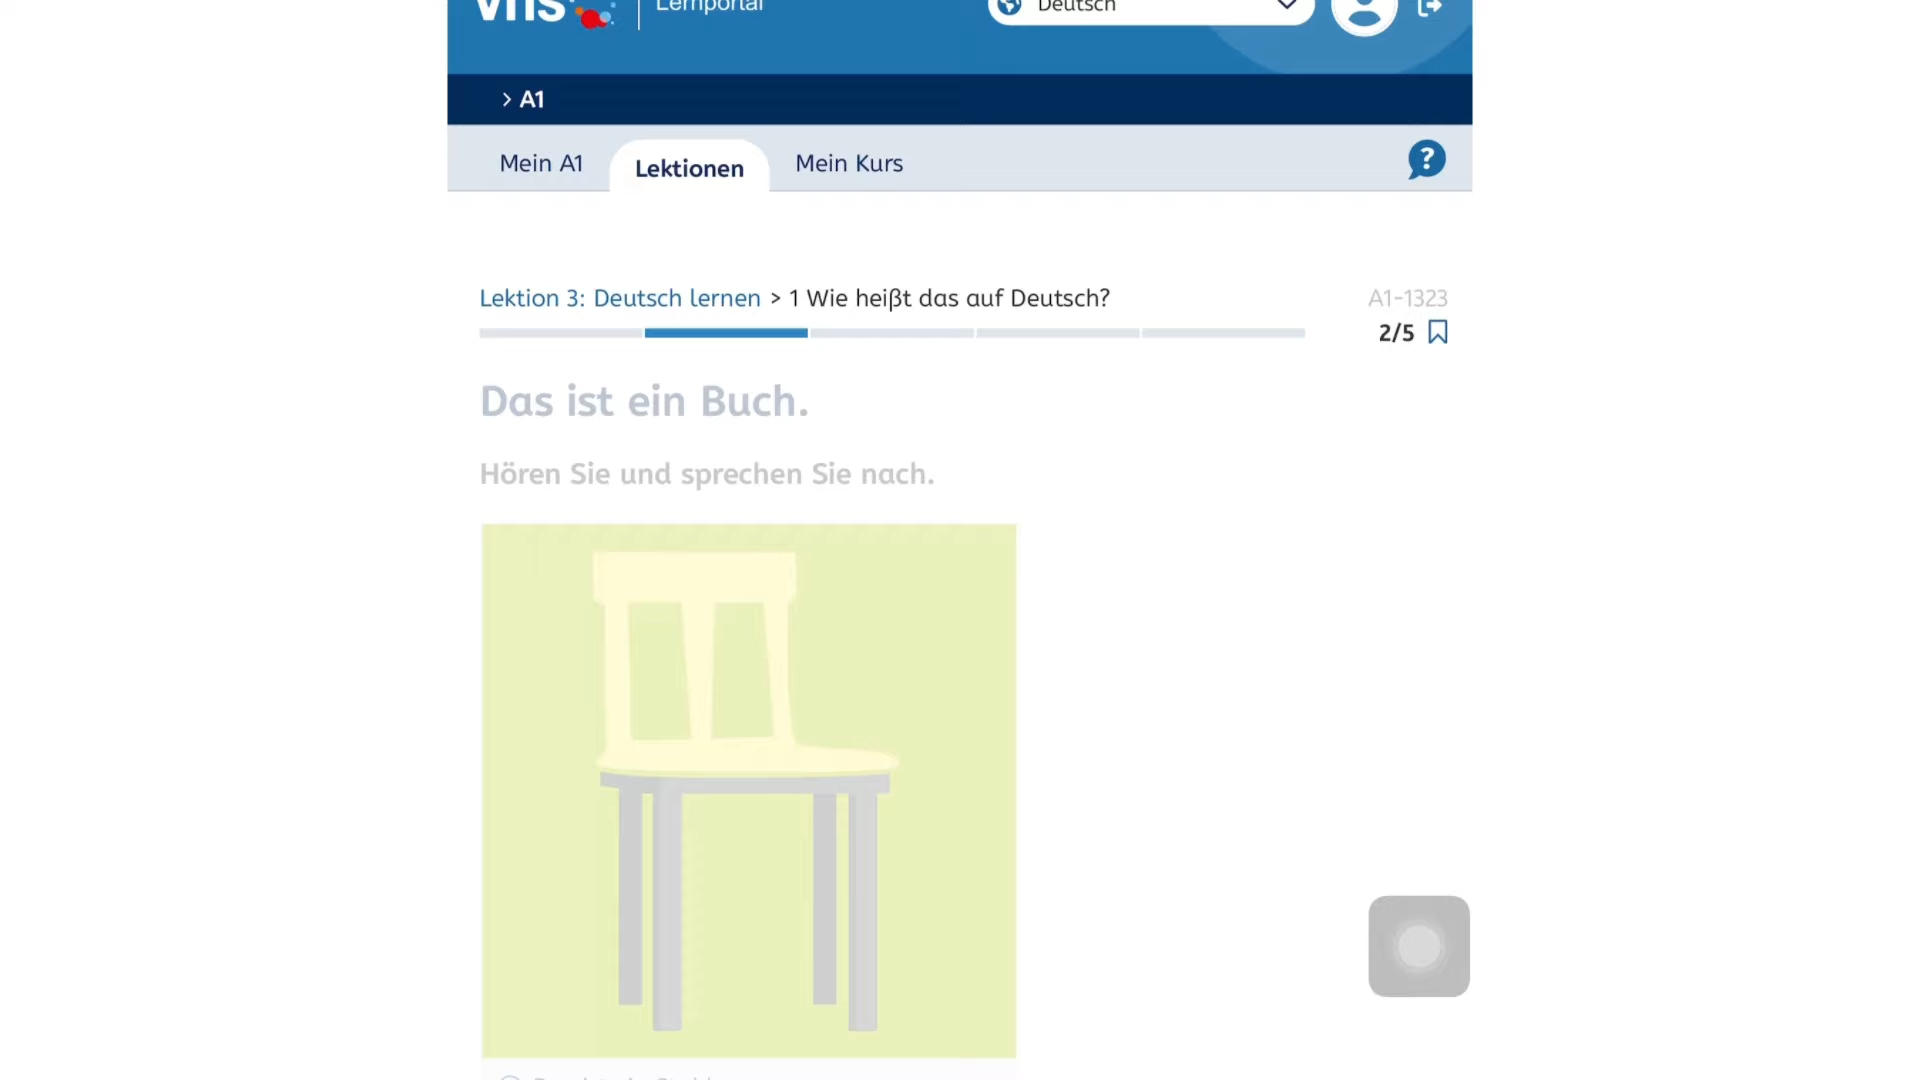 vhs Lernportal
Deutsch
> A1
Mein A1 Lektionen Mein Kurs ?
Lektion 3: Deutsch lernen > 1 Wie heißt das auf Deutsch? A1-1323
2/5
Das ist ein Buch.
Hören Sie und sprechen Sie nach.